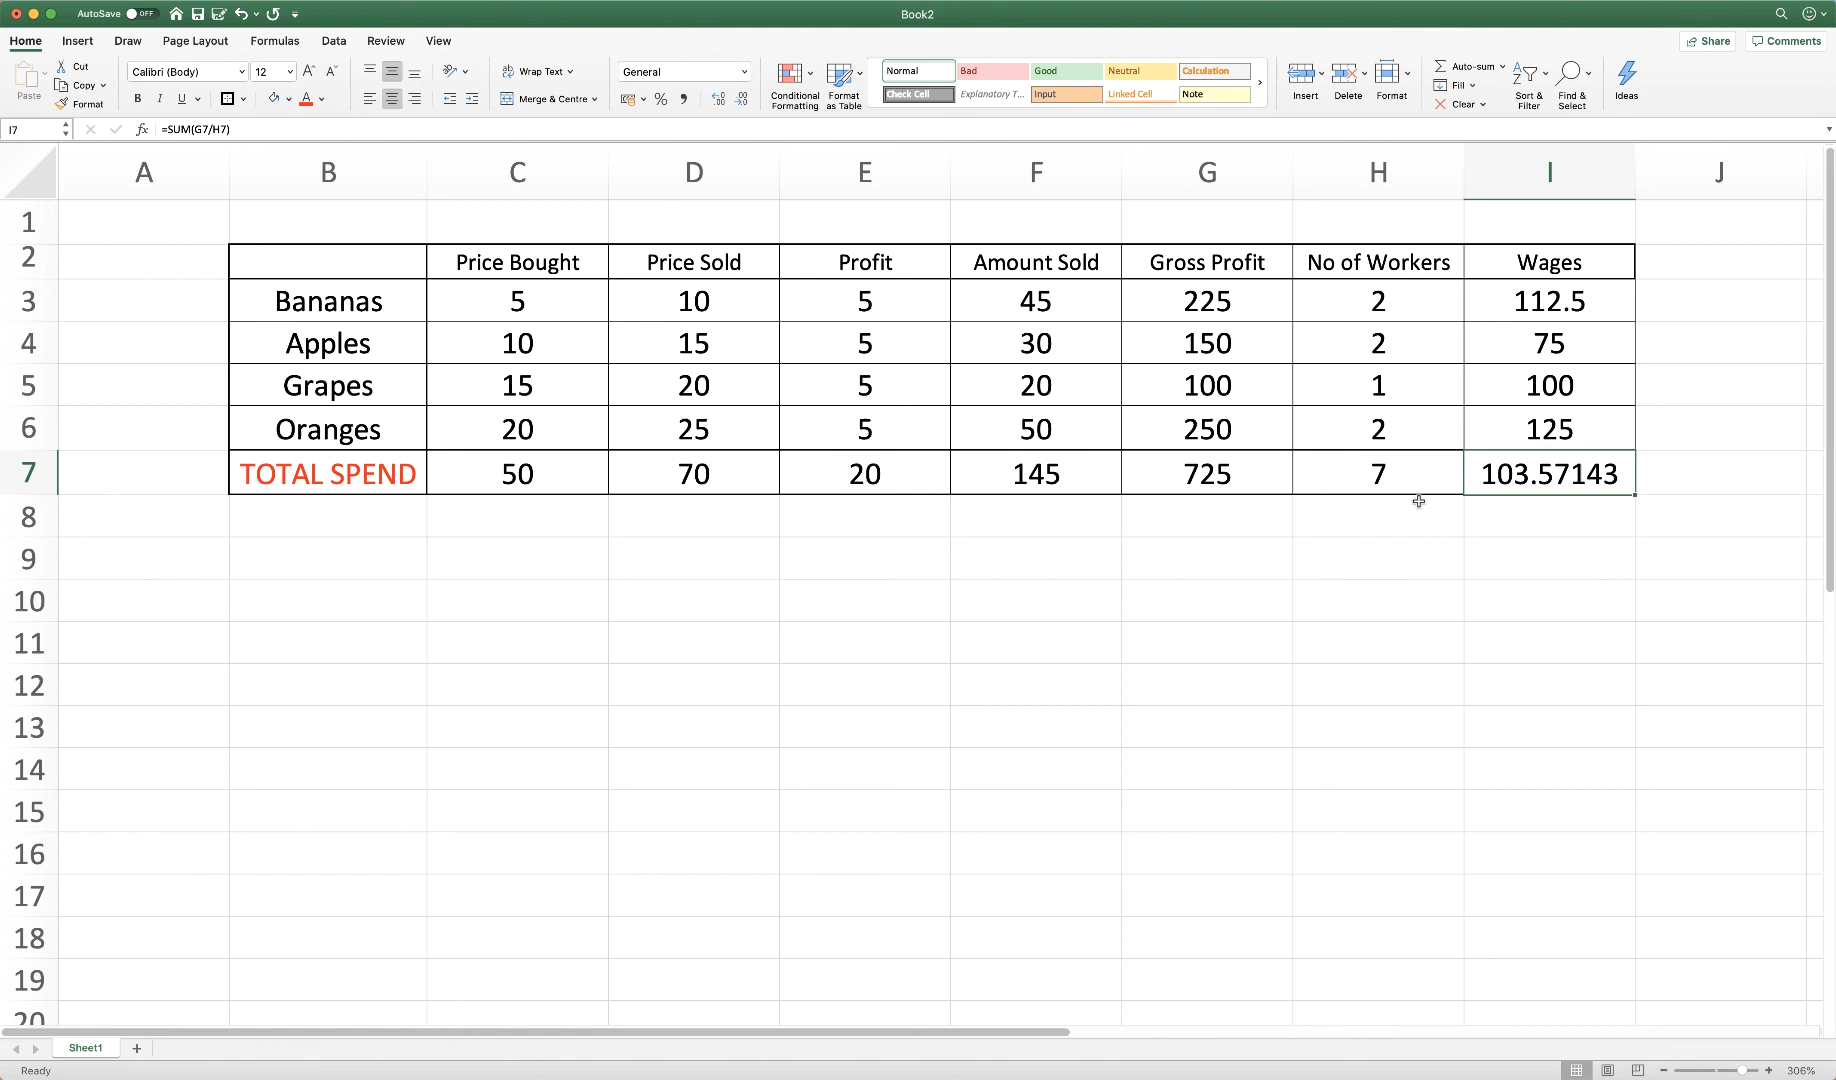 AutoSave OFF Book2
Home Insert Draw Page Layout Formulas Data Review View Share Comments
Paste Cut Copy Format
Calibri (Body) 12
B I U A A A
Wrap Text
Merge & Centre
General
%
Conditional Formatting
Format as Table
Normal Bad Good Neutral Calculation
Check Cell Explanatory T... Input Linked Cell Note
Insert Delete Format
Auto-sum
Fill
Clear
Sort & Filter
Find & Select
Ideas
I7 fx =SUM(G7/H7)
A B C D E F G H I J
1
2 Price Bought Price Sold Profit Amount Sold Gross Profit No of Workers Wages
3 Bananas 5 10 5 45 225 2 112.5
4 Apples 10 15 5 30 150 2 75
5 Grapes 15 20 5 20 100 1 100
6 Oranges 20 25 5 50 250 2 125
7 TOTAL SPEND 50 70 20 145 725 7 103.57143
8
9
10
11
12
13
14
15
16
17
18
19
20
Sheet1 +
Ready 306%